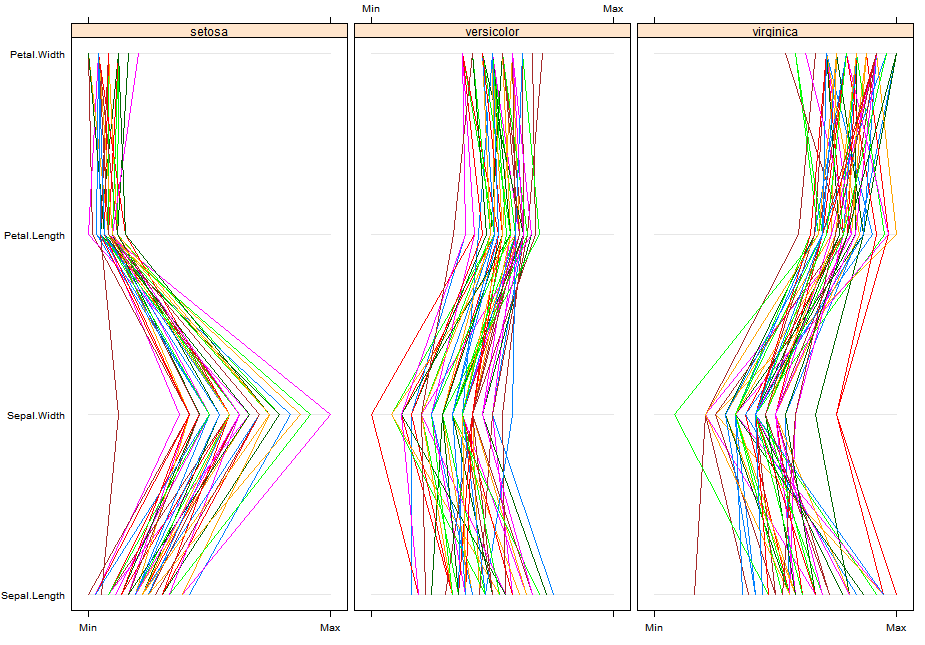 Min Max
setosa versicolor virginica
Petal.Width
Petal.Length
Sepal.Width
Sepal.Length
Min Max Min Max